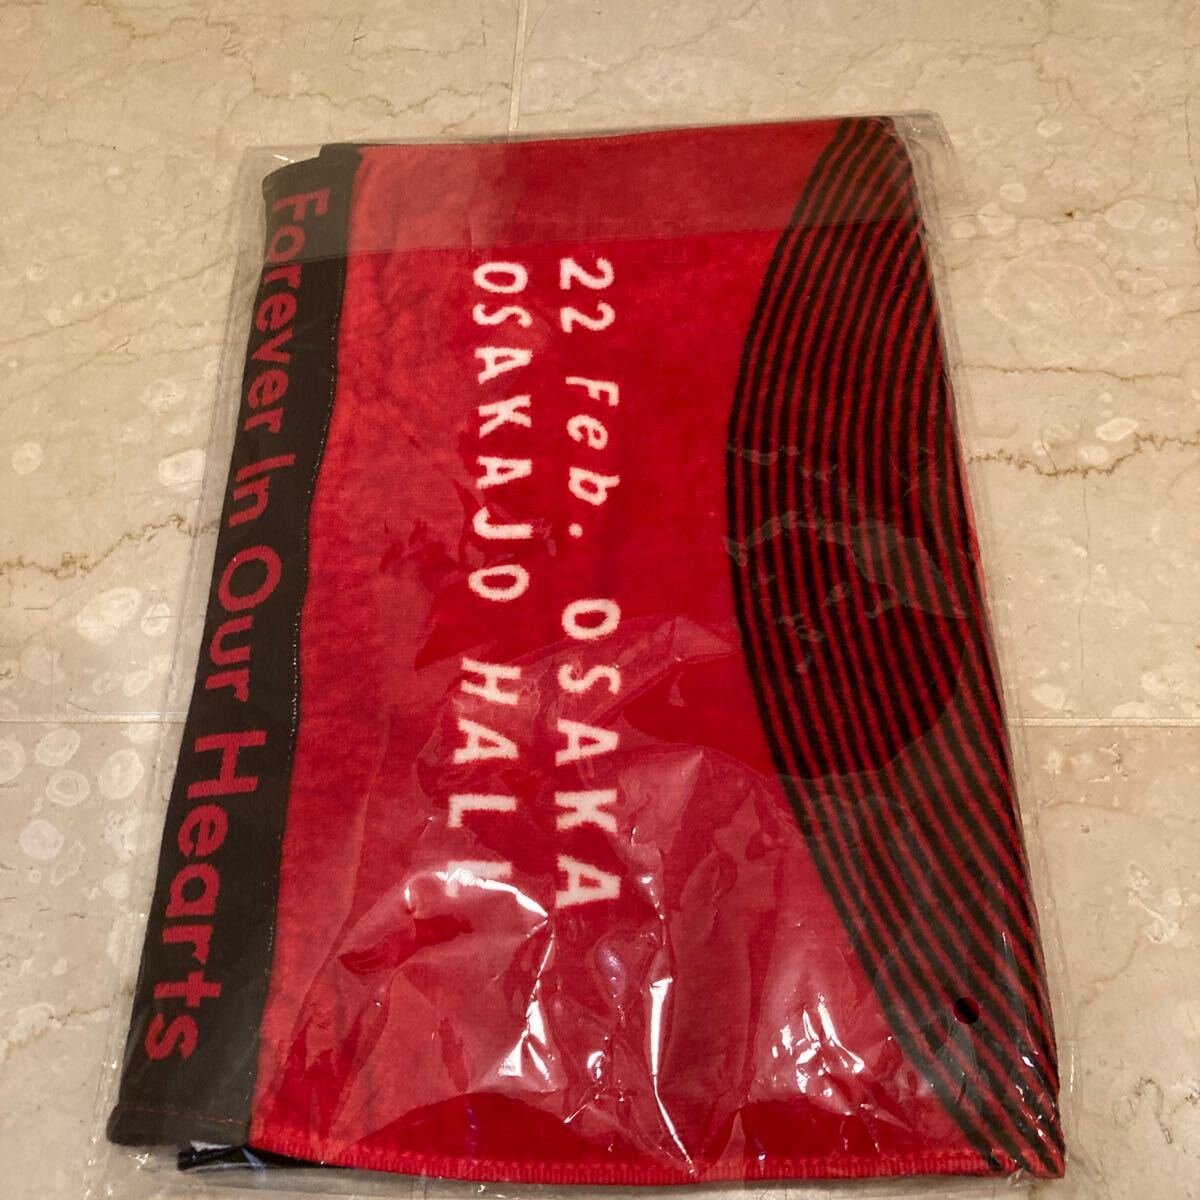 22 Feb. OSAKA
OSAKAJO HALL
Forever In Our Hearts